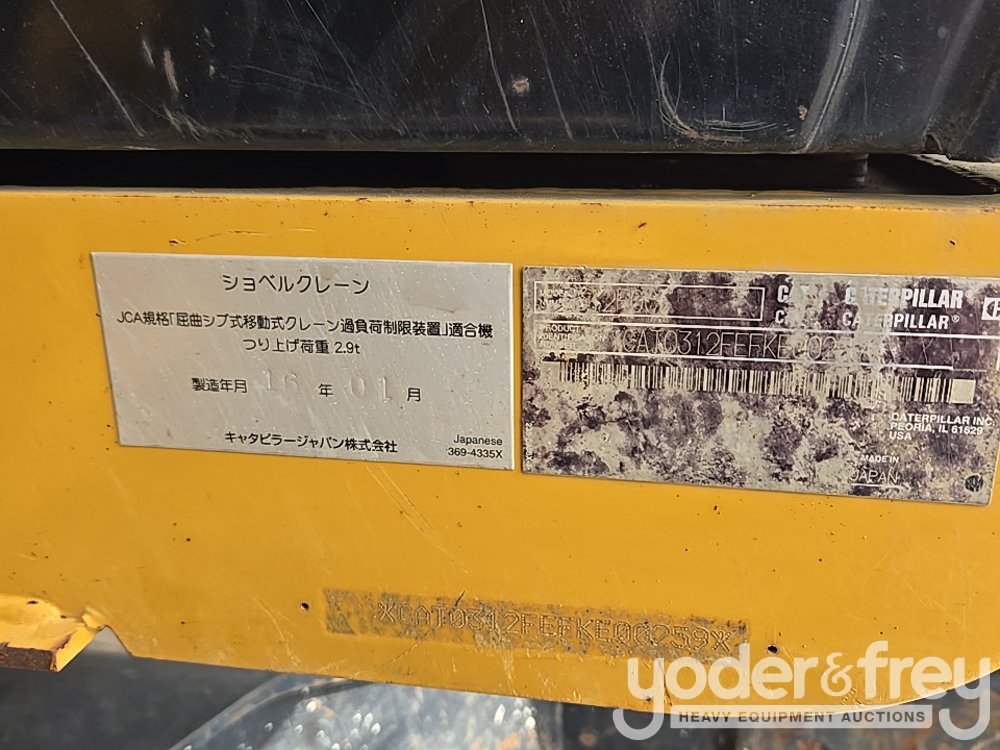 ショベルクレーン
JCA規格「屈曲ジブ式移動式クレーン過負荷制限装置」適合機
つり上げ荷重 2.9t
製造年月 16 年 01 月
キャタピラージャパン株式会社
Japanese
369-4335X
CATERPILLAR
CATERPILLAR®
PRODUCT
IDENTIFICATION
CATERPILLAR INC.
PEORIA, IL 61629
USA
MADE IN
JAPAN
*CAT0312FEFKE00259*
yoder&frey
HEAVY EQUIPMENT AUCTIONS